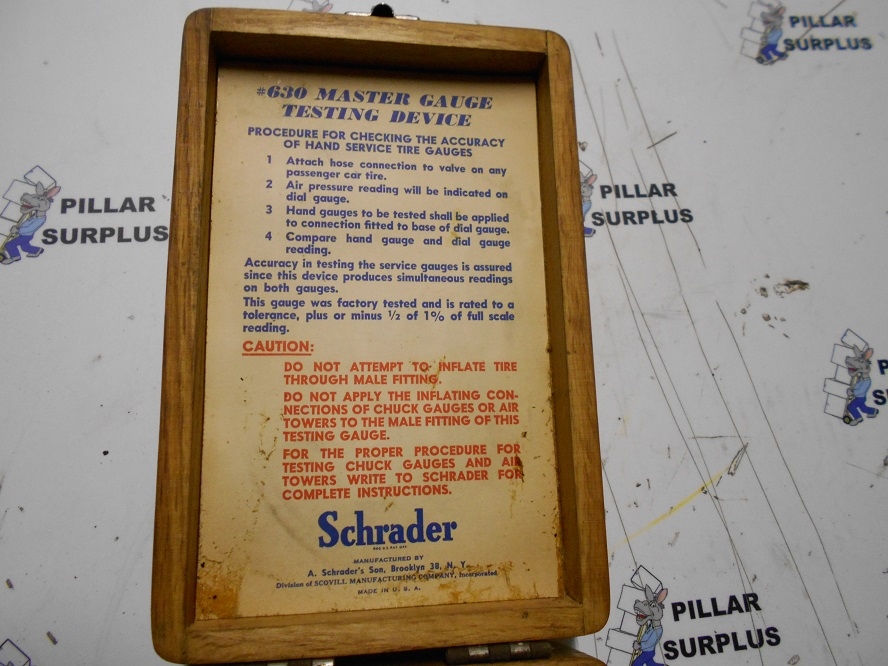 #630 MASTER GAUGE
TESTING DEVICE
PROCEDURE FOR CHECKING THE ACCURACY
OF HAND SERVICE TIRE GAUGES
1 Attach hose connection to valve on any
passenger car tire.
2 Air pressure reading will be indicated on
dial gauge.
3 Hand gauges to be tested shall be applied
to connection fitted to base of dial gauge.
4 Compare hand gauge and dial gauge
reading.
Accuracy in testing the service gauges is assured
since this device produces simultaneous readings
on both gauges.
This gauge was factory tested and is rated to a
tolerance, plus or minus ½ of 1% of full scale
reading.
CAUTION:
DO NOT ATTEMPT TO INFLATE TIRE
THROUGH MALE FITTING.
DO NOT APPLY THE INFLATING CON-
NECTIONS OF CHUCK GAUGES OR AIR
TOWERS TO THE MALE FITTING OF THIS
TESTING GAUGE.
FOR THE PROPER PROCEDURE FOR
TESTING CHUCK GAUGES AND AIR
TOWERS WRITE TO SCHRADER FOR
COMPLETE INSTRUCTIONS.
Schrader
REG. U.S. PAT. OFF.
MANUFACTURED BY
A. Schrader's Son, Brooklyn 38, N. Y.
Division of SCOVILL MANUFACTURING COMPANY, Incorporated
MADE IN U. S. A.
PILLAR
SURPLUS
PILLAR
SURPLUS
PILLAR
SURPLUS
P
S
PILLAR
SURPLUS